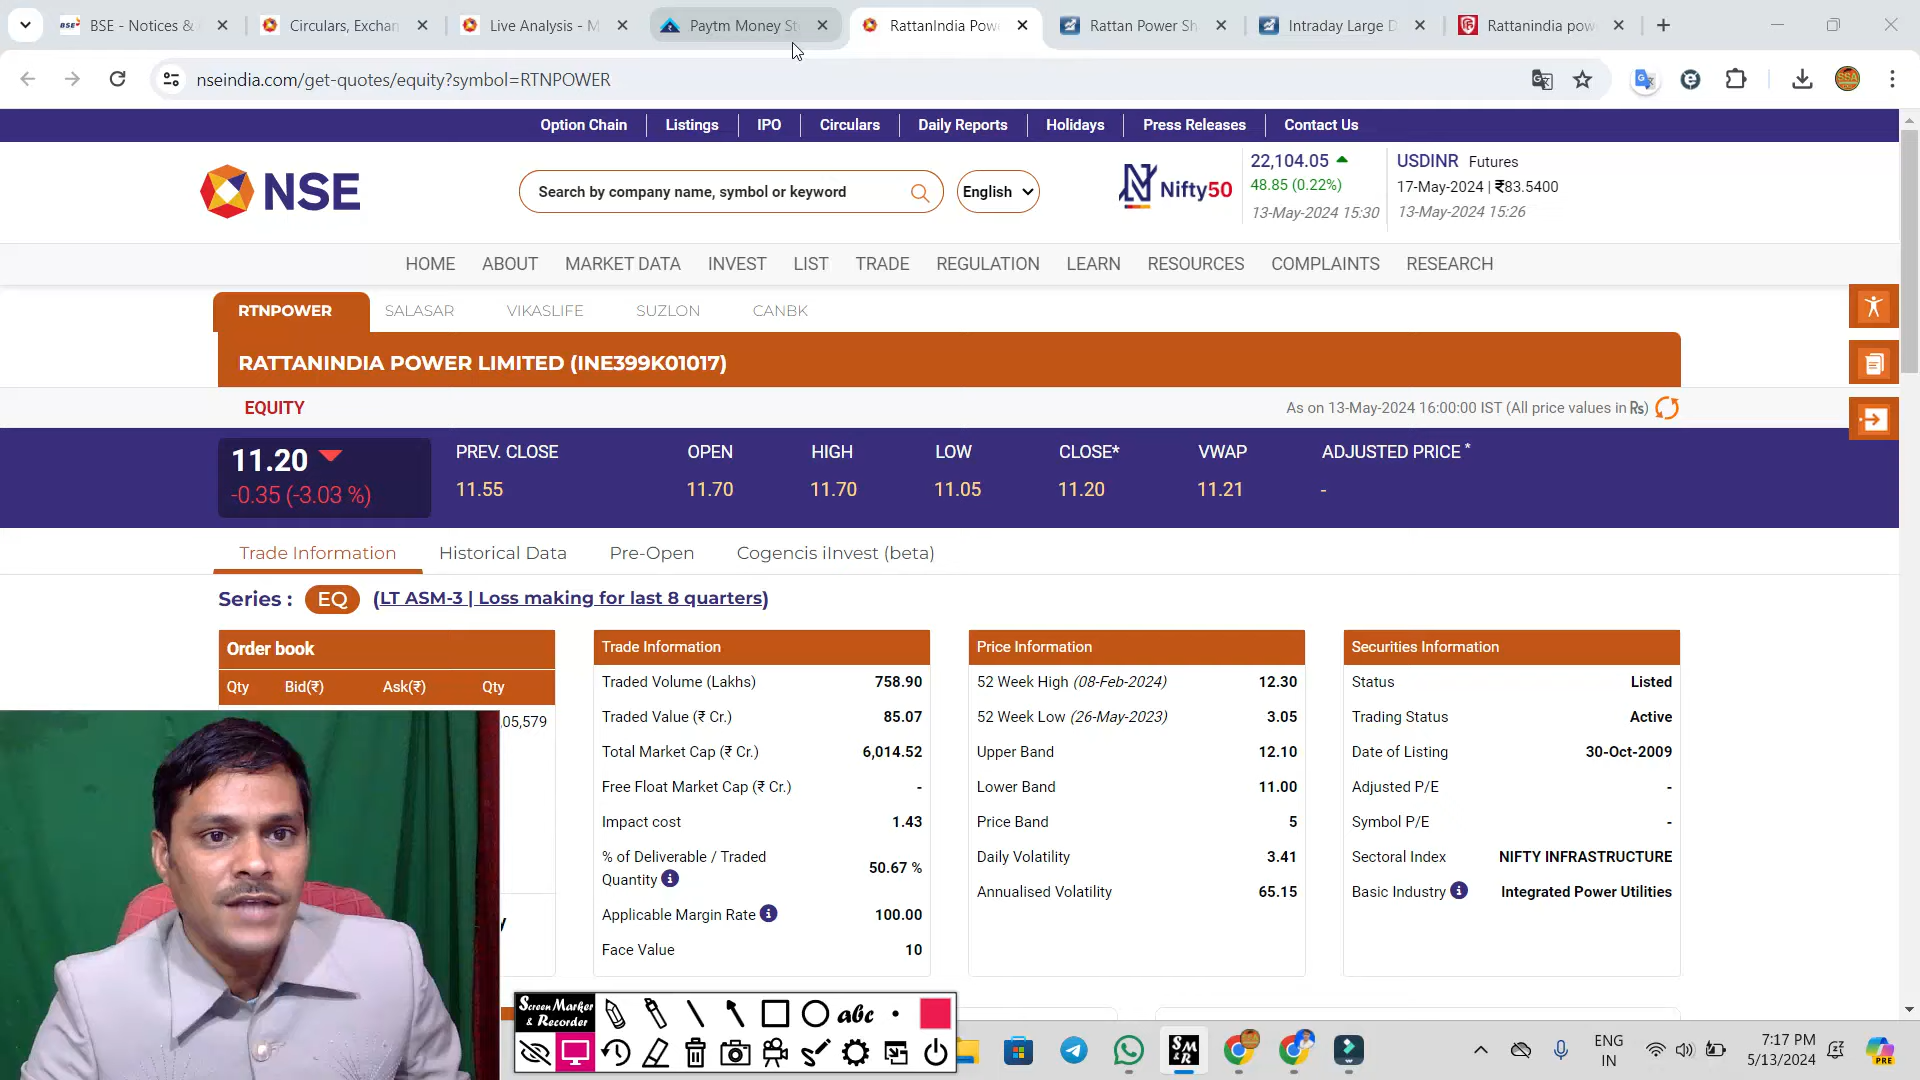 BSE - Notices &
Circulars, Exchan
Live Analysis - M
Paytm Money St
RattanIndia Pow
Rattan Power Sh
Intraday Large D
Rattanindia pow
nseindia.com/get-quotes/equity?symbol=RTNPOWER
SSA
Option Chain
Listings
IPO
Circulars
Daily Reports
Holidays
Press Releases
Contact Us
NSE
Search by company name, symbol or keyword
English
Nifty50
22,104.05
48.85 (0.22%)
13-May-2024 15:30
USDINR Futures
17-May-2024 | ₹83.5400
13-May-2024 15:26
HOME ABOUT MARKET DATA INVEST LIST TRADE REGULATION LEARN RESOURCES COMPLAINTS RESEARCH
RTNPOWER SALASAR VIKASLIFE SUZLON CANBK
RATTANINDIA POWER LIMITED (INE399K01017)
EQUITY
As on 13-May-2024 16:00:00 IST (All price values in Rs)
11.20
-0.35 (-3.03 %)
PREV. CLOSE OPEN HIGH LOW CLOSE* VWAP ADJUSTED PRICE *
11.55 11.70 11.70 11.05 11.20 11.21 -
Trade Information Historical Data Pre-Open Cogencis iInvest (beta)
Series : EQ (LT ASM-3 | Loss making for last 8 quarters)
Order book
Qty Bid(₹) Ask(₹) Qty
,05,579
Trade Information
Traded Volume (Lakhs) 758.90
Traded Value (₹ Cr.) 85.07
Total Market Cap (₹ Cr.) 6,014.52
Free Float Market Cap (₹ Cr.) -
Impact cost 1.43
% of Deliverable / Traded
Quantity 50.67 %
Applicable Margin Rate 100.00
Face Value 10
Price Information
52 Week High (08-Feb-2024) 12.30
52 Week Low (26-May-2023) 3.05
Upper Band 12.10
Lower Band 11.00
Price Band 5
Daily Volatility 3.41
Annualised Volatility 65.15
Securities Information
Status Listed
Trading Status Active
Date of Listing 30-Oct-2009
Adjusted P/E -
Symbol P/E -
Sectoral Index NIFTY INFRASTRUCTURE
Basic Industry Integrated Power Utilities
Screen Marker
& Recorder
abc
SM
&R
ENG
IN
7:17 PM
5/13/2024
PRE